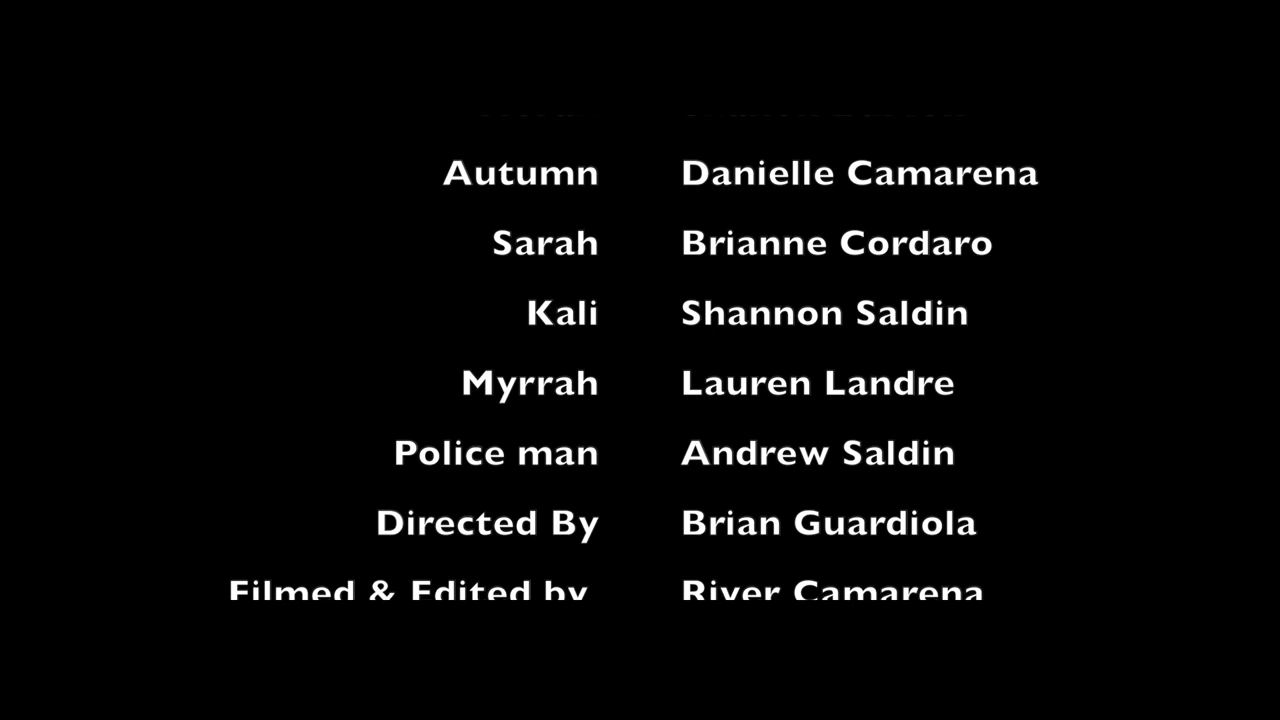 Autumn Danielle Camarena
Sarah Brianne Cordaro
Kali Shannon Saldin
Myrrah Lauren Landre
Police man Andrew Saldin
Directed By Brian Guardiola
Filmed & Edited by River Camarena